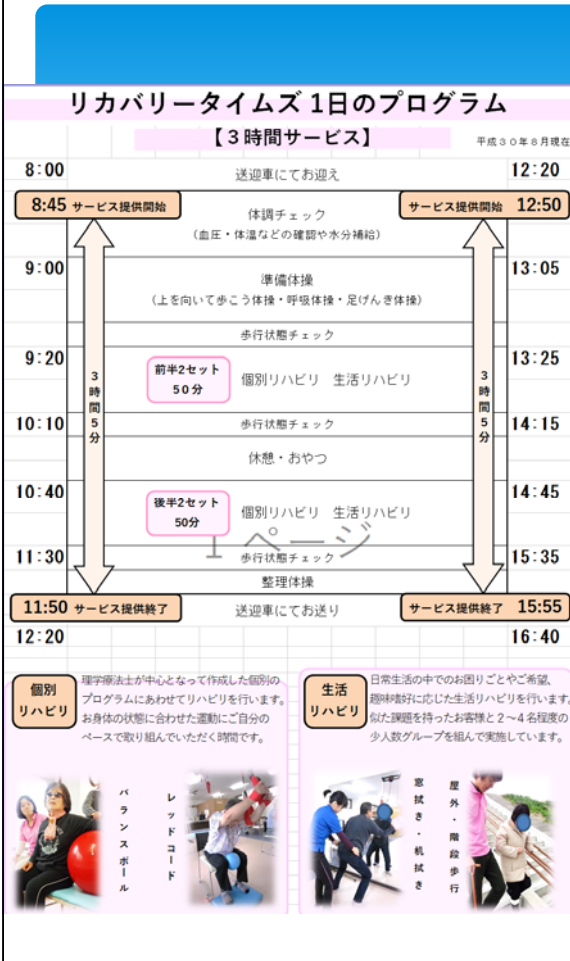 リカバリータイムズ 1日のプログラム
【３時間サービス】
平成３０年８月現在
8:00
送迎車にてお迎え
12:20
8:45 サービス提供開始
体調チェック
サービス提供開始 12:50
（血圧・体温などの確認や水分補給）
9:00
13:05
準備体操
（上を向いて歩こう体操・呼吸体操・足げんき体操）
歩行状態チェック
9:20
13:25
3時間5分
前半2セット
50分
個別リハビリ 生活リハビリ
3時間5分
10:10
歩行状態チェック
14:15
休憩・おやつ
10:40
14:45
後半2セット
50分
個別リハビリ 生活リハビリ
1 ページ
11:30
歩行状態チェック
15:35
整理体操
11:50 サービス提供終了
送迎車にてお送り
サービス提供終了 15:55
12:20
16:40
個別
リハビリ
理学療法士が中心となって作成した個別の
プログラムにあわせてリハビリを行います。
お身体の状態に合わせた運動にご自分の
ペースで取り組んでいただく時間です。
生活
リハビリ
日常生活の中でのお困りごとやご希望、
趣味嗜好に応じた生活リハビリを行います。
似た課題を持ったお客様と２～４名程度の
少人数グループを組んで実施しています。
バランスボール
レッドコード
窓拭き・机拭き
屋外・階段歩行